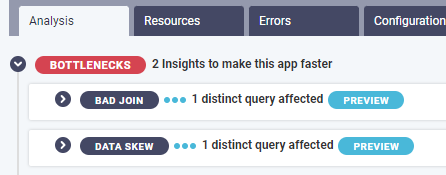 Analysis Resources Errors Configuration
BOTTLENECKS 2 Insights to make this app faster
BAD JOIN 1 distinct query affected PREVIEW
DATA SKEW 1 distinct query affected PREVIEW